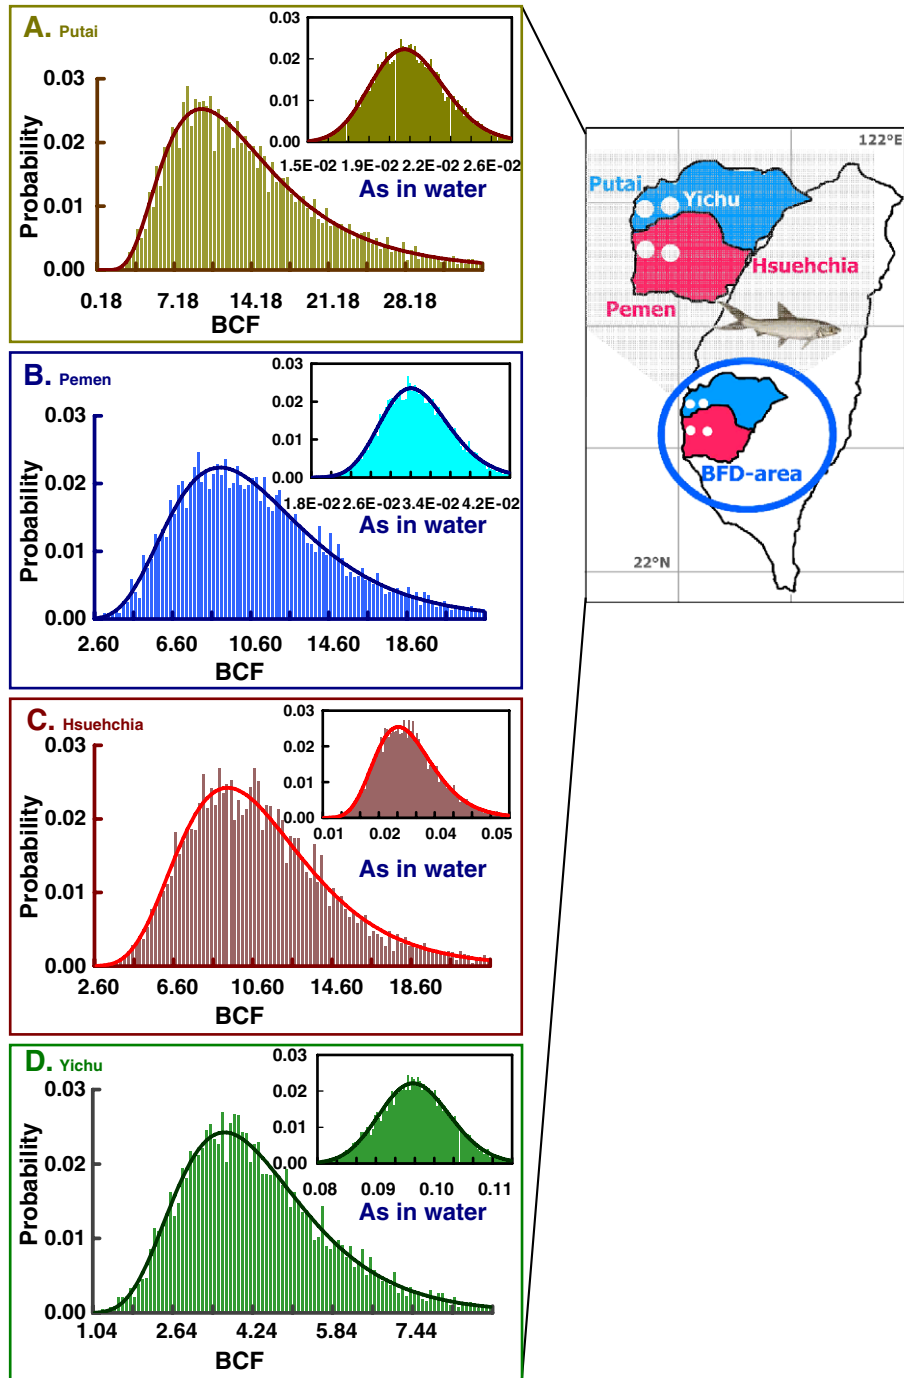 A. Putai
0.03
0.02
0.01
0.00
1.5E-02 1.9E-02 2.2E-02 2.6E-02
As in water
Probability
0.03
0.02
0.01
0.00
0.18 7.18 14.18 21.18 28.18
BCF
B. Pemen
0.03
0.02
0.01
0.00
1.8E-02 2.6E-02 3.4E-02 4.2E-02
As in water
Probability
0.03
0.02
0.01
0.00
2.60 6.60 10.60 14.60 18.60
BCF
C. Hsuehchia
0.03
0.02
0.01
0.00
0.01 0.02 0.04 0.05
As in water
Probability
0.03
0.02
0.01
0.00
2.60 6.60 10.60 14.60 18.60
BCF
D. Yichu
0.03
0.02
0.01
0.00
0.08 0.09 0.10 0.11
As in water
Probability
0.03
0.02
0.01
0.00
1.04 2.64 4.24 5.84 7.44
BCF
122°E
Putai
Yichu
Hsuehchia
Pemen
BFD-area
22°N